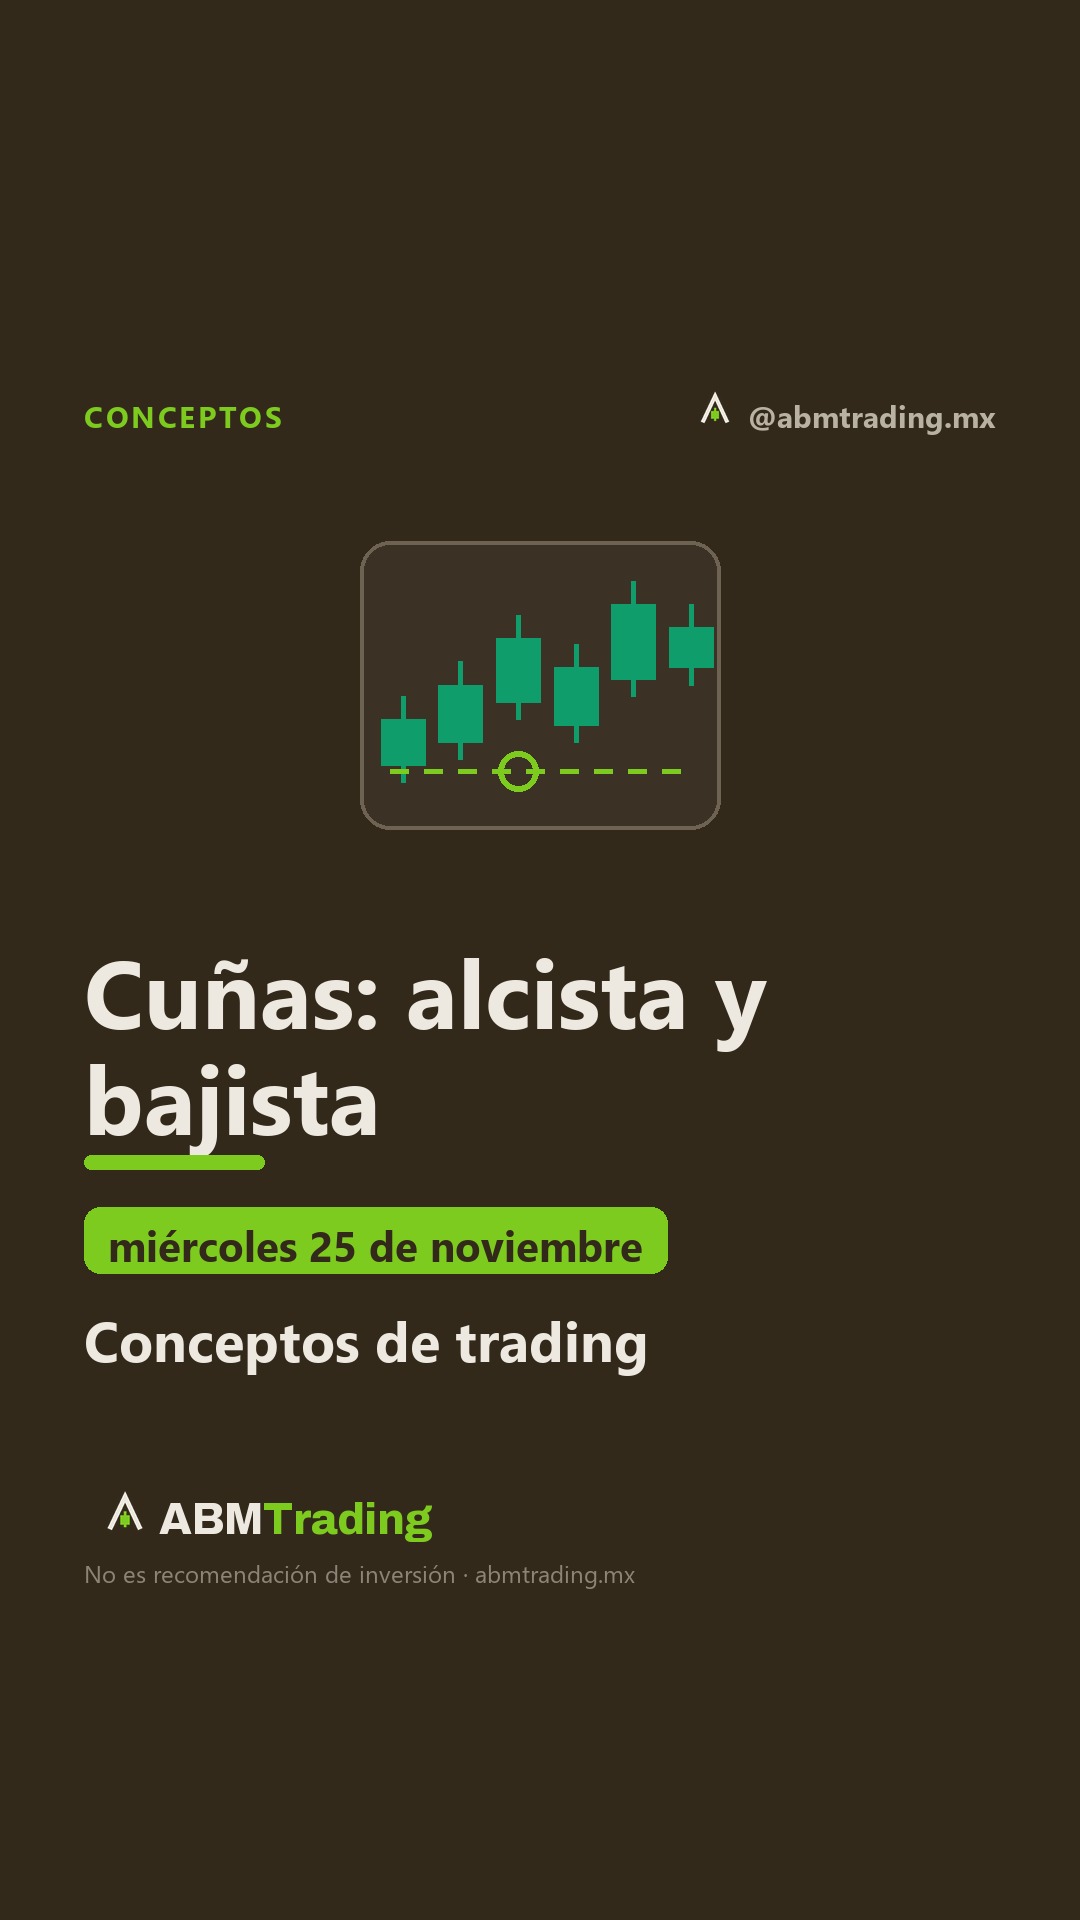 CONCEPTOS
@abmtrading.mx
Cuñas: alcista y
bajista
miércoles 25 de noviembre
Conceptos de trading
ABMTrading
No es recomendación de inversión · abmtrading.mx